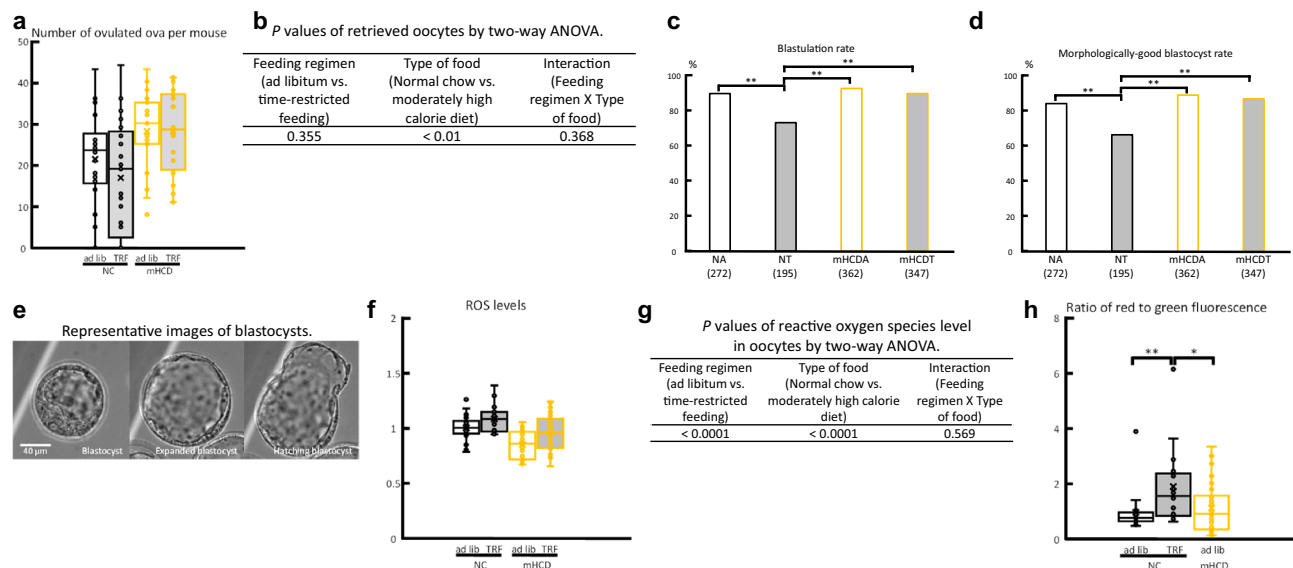 a
Number of ovulated ova per mouse
50
40
30
20
10
0
ad lib TRF ad lib TRF
NC mHCD
b
P values of retrieved oocytes by two-way ANOVA.
Feeding regimen (ad libitum vs. time-restricted feeding)
Type of food (Normal chow vs. moderately high calorie diet)
Interaction (Feeding regimen X Type of food)
0.355 < 0.01 0.368
c
Blastulation rate
%
100
80
60
40
20
0
** ** **
NA NT mHCDA mHCDT
(272) (195) (362) (347)
d
Morphologically-good blastocyst rate
%
100
80
60
40
20
0
** ** **
NA NT mHCDA mHCDT
(272) (195) (362) (347)
e
Representative images of blastocysts.
40 μm
Blastocyst
Expanded blastocyst
Hatching blastocyst
f
ROS levels
2
1.5
1
0.5
0
ad lib TRF ad lib TRF
NC mHCD
g
P values of reactive oxygen species level
in oocytes by two-way ANOVA.
Feeding regimen (ad libitum vs. time-restricted feeding)
Type of food (Normal chow vs. moderately high calorie diet)
Interaction (Feeding regimen X Type of food)
< 0.0001 < 0.0001 0.569
h
Ratio of red to green fluorescence
8
6
4
2
0
** *
ad lib TRF ad lib
NC mHCD